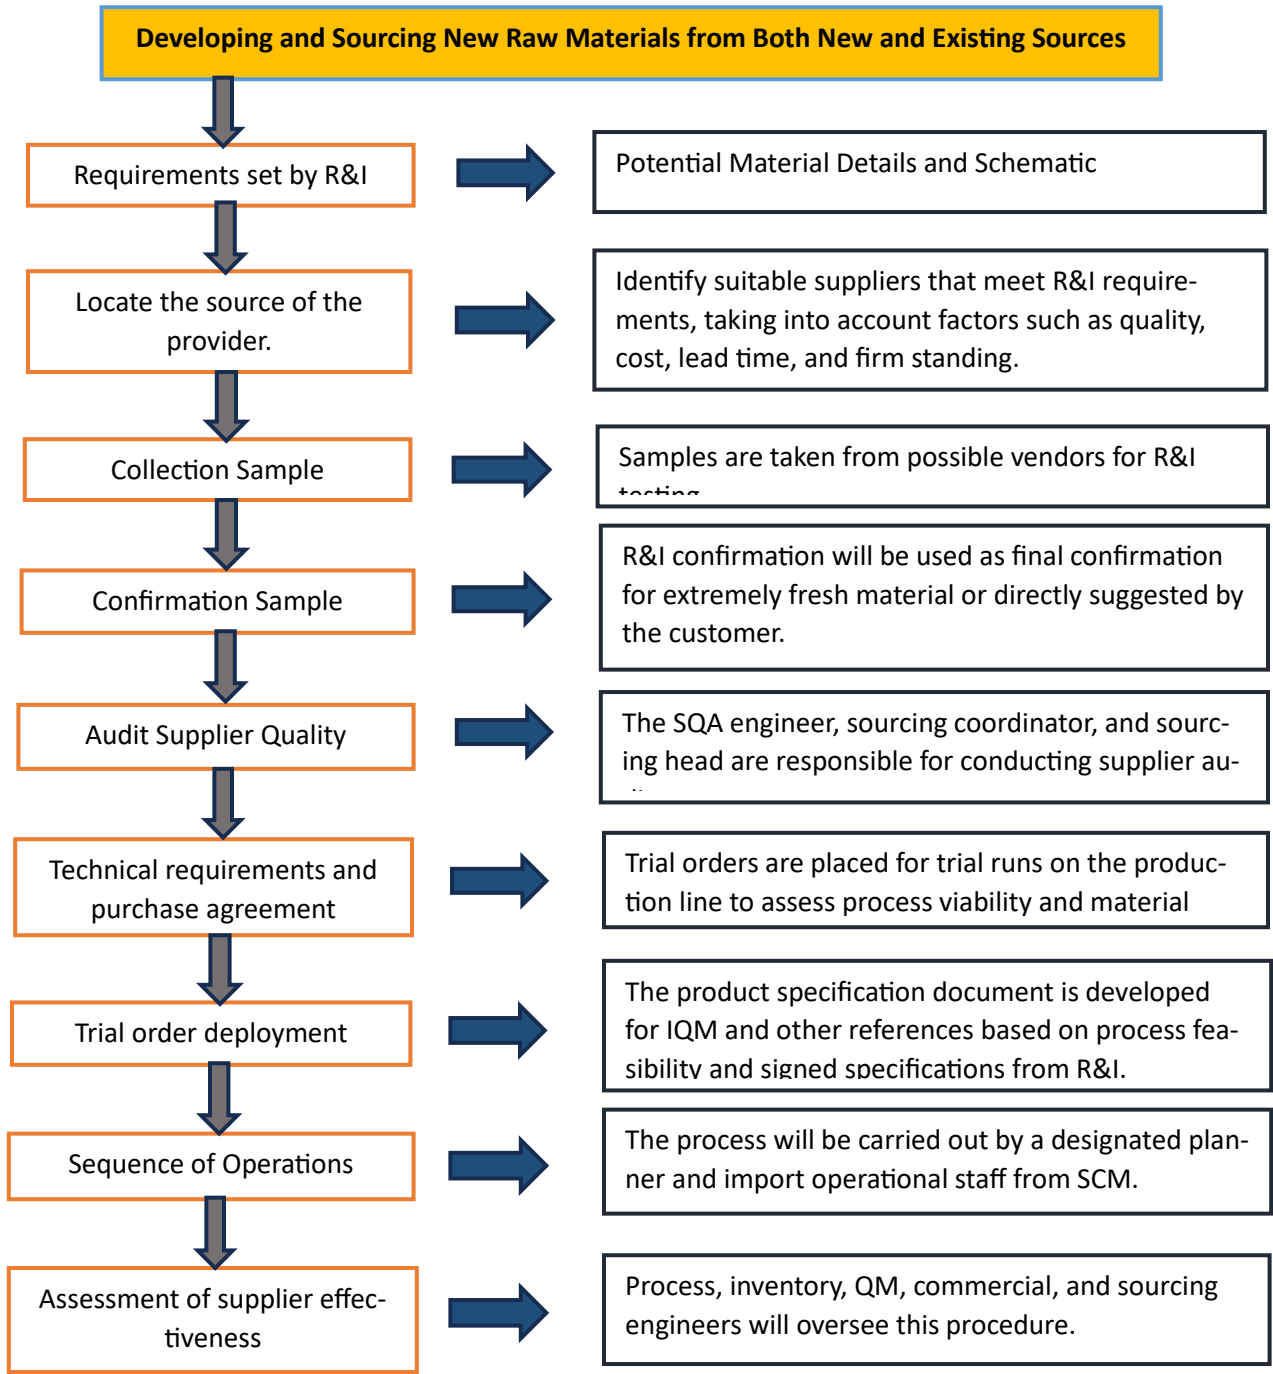 Developing and Sourcing New Raw Materials from Both New and Existing Sources
Requirements set by R&I
Potential Material Details and Schematic
Locate the source of the
provider.
Identify suitable suppliers that meet R&I require-
ments, taking into account factors such as quality,
cost, lead time, and firm standing.
Collection Sample
Samples are taken from possible vendors for R&I
testing
Confirmation Sample
R&I confirmation will be used as final confirmation
for extremely fresh material or directly suggested by
the customer.
Audit Supplier Quality
The SQA engineer, sourcing coordinator, and sourc-
ing head are responsible for conducting supplier au-
Technical requirements and
purchase agreement
Trial orders are placed for trial runs on the produc-
tion line to assess process viability and material
Trial order deployment
The product specification document is developed
for IQM and other references based on process fea-
sibility and signed specifications from R&I.
Sequence of Operations
The process will be carried out by a designated plan-
ner and import operational staff from SCM.
Assessment of supplier effec-
tiveness
Process, inventory, QM, commercial, and sourcing
engineers will oversee this procedure.